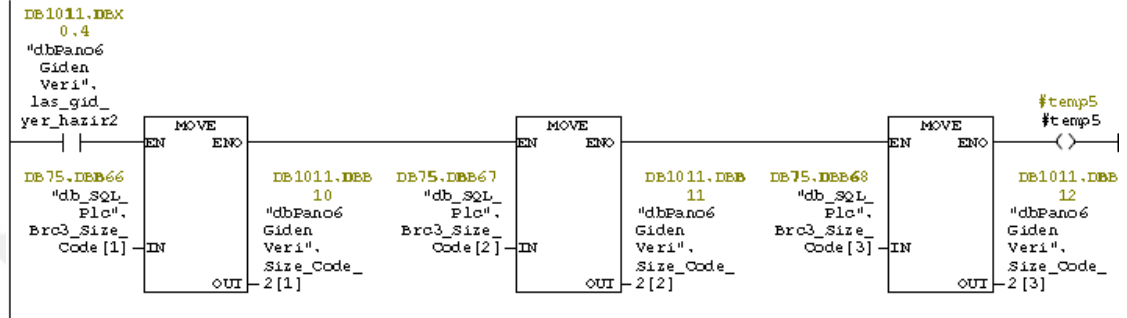 DB1011.DBX
0.4
"dbPano6
Giden
Veri".
las_gid_
yer_hazir2
MOVE
EN ENO
DB75.DBB66
"db_SQL_
Plc".
Brc3_Size_
Code[1]
IN
OUT
DB1011.DBB
10
"dbPano6
Giden
Veri".
Size_Code_
2[1]
MOVE
EN ENO
DB75.DBB67
"db_SQL_
Plc".
Brc3_Size_
Code[2]
IN
OUT
DB1011.DBB
11
"dbPano6
Giden
Veri".
Size_Code_
2[2]
MOVE
EN ENO
DB75.DBB68
"db_SQL_
Plc".
Brc3_Size_
Code[3]
IN
OUT
DB1011.DBB
12
"dbPano6
Giden
Veri".
Size_Code_
2[3]
#temp5
#temp5